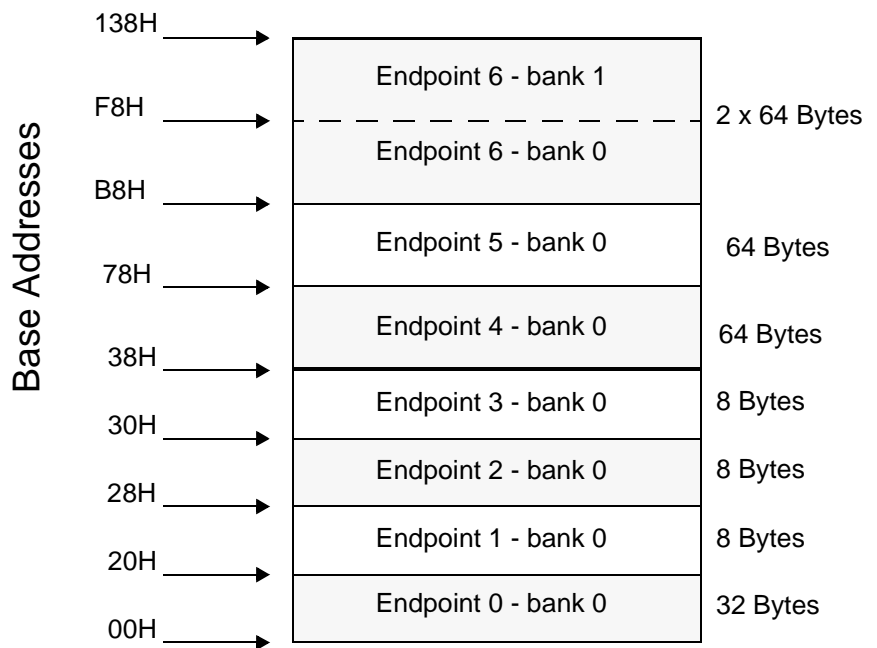 138H
Endpoint 6 - bank 1
F8H
2 x 64 Bytes
Endpoint 6 - bank 0
B8H
Endpoint 5 - bank 0
64 Bytes
78H
Endpoint 4 - bank 0
64 Bytes
38H
Endpoint 3 - bank 0
8 Bytes
30H
Endpoint 2 - bank 0
8 Bytes
28H
Endpoint 1 - bank 0
8 Bytes
20H
Endpoint 0 - bank 0
32 Bytes
00H
Base Addresses